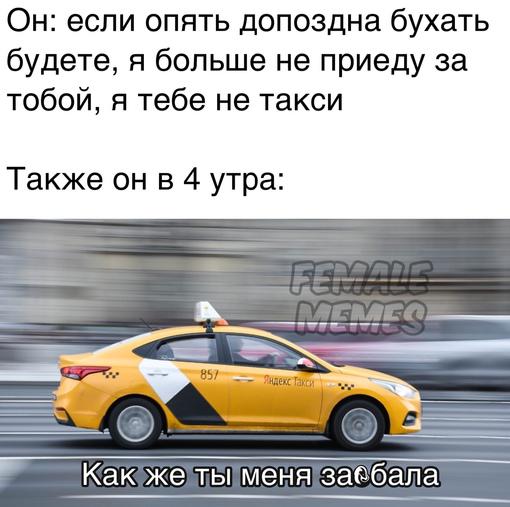 Он: если опять допоздна бухать
будете, я больше не приеду за
тобой, я тебе не такси
Также он в 4 утра:
FEMALE
MEMES
857
Яндекс Такси
Как же ты меня заебала